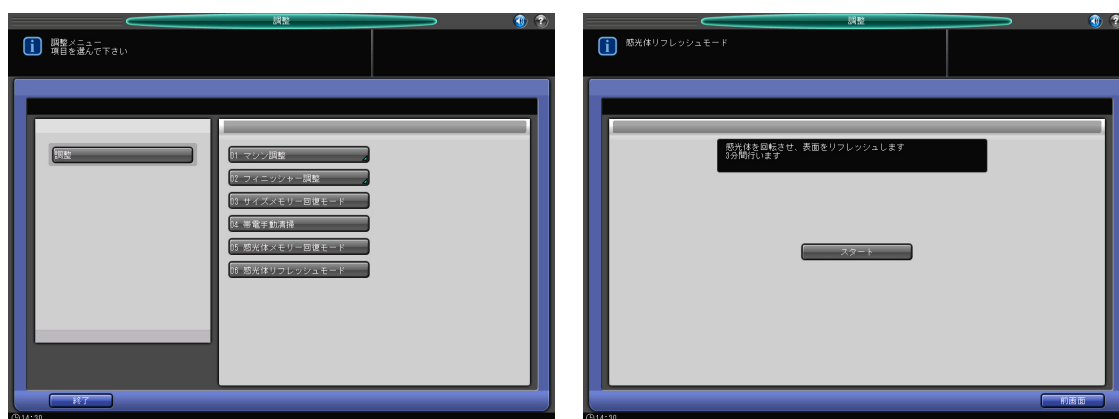 調整
調整メニュー
項目を選んで下さい
調整
01 マシン調整
02 フィニッシャー調整
03 サイズメモリー回復モード
04 帯電手動清掃
05 感光体メモリー回復モード
06 感光体リフレッシュモード
終了
14:30
調整
感光体リフレッシュモード
感光体を回転させ、表面をリフレッシュします
3分間行います
スタート
前画面
14:30